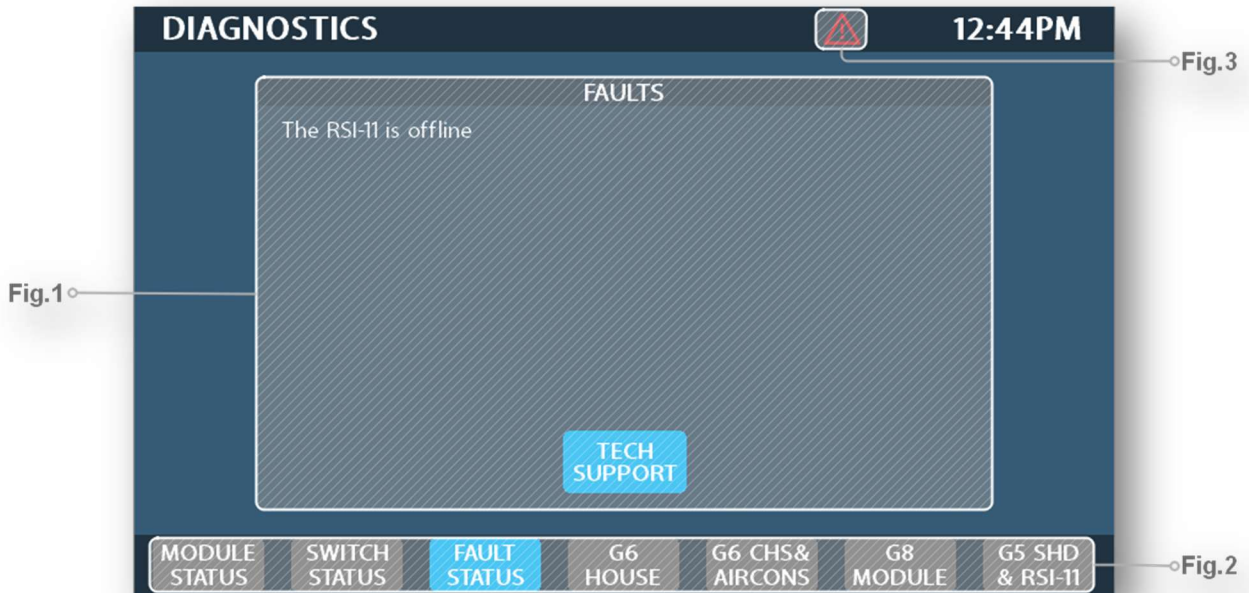 DIAGNOSTICS
12:44PM
Fig.3
FAULTS
The RSI-11 is offline
Fig.1
TECH
SUPPORT
MODULE
STATUS
SWITCH
STATUS
FAULT
STATUS
G6
HOUSE
G6 CHS&
AIRCONS
G8
MODULE
G5 SHD
& RSI-11
Fig.2